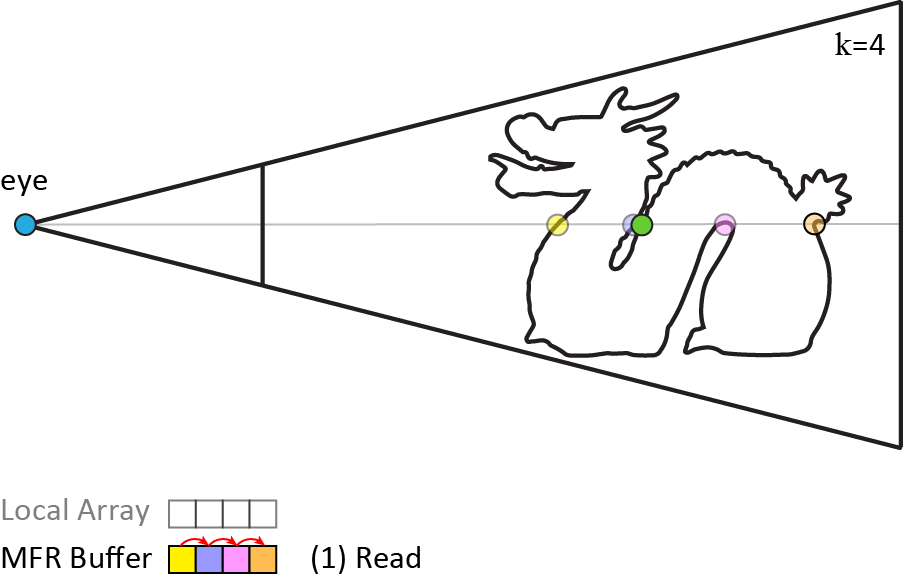 k=4
eye
Local Array
MFR Buffer (1) Read